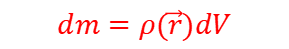 dm = ρ(r⃗)dV